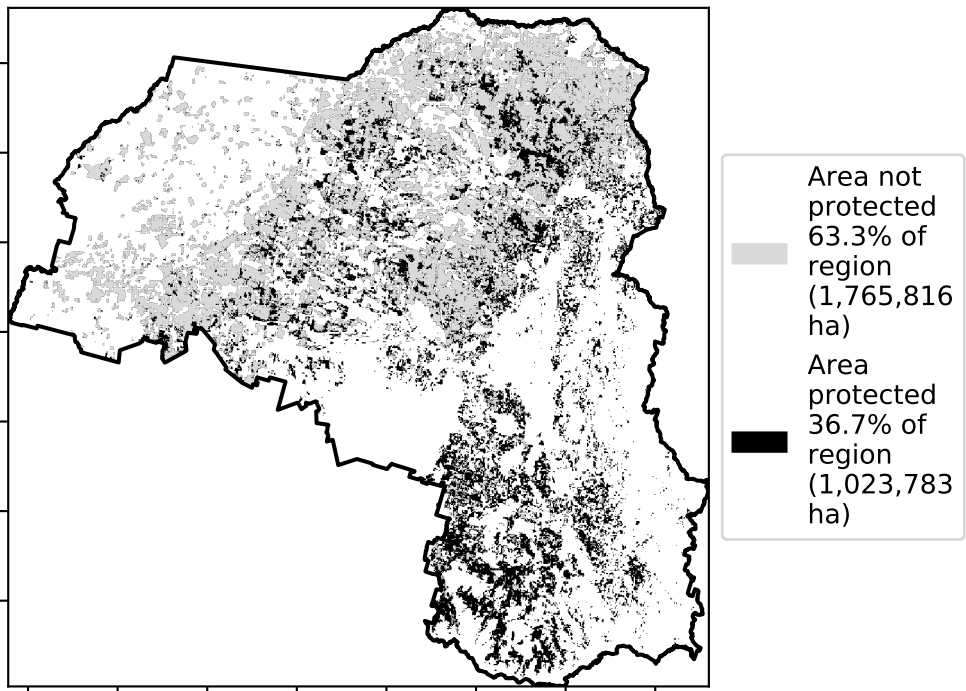 Area not
protected
63.3% of
region
(1,765,816
ha)
Area
protected
36.7% of
region
(1,023,783
ha)